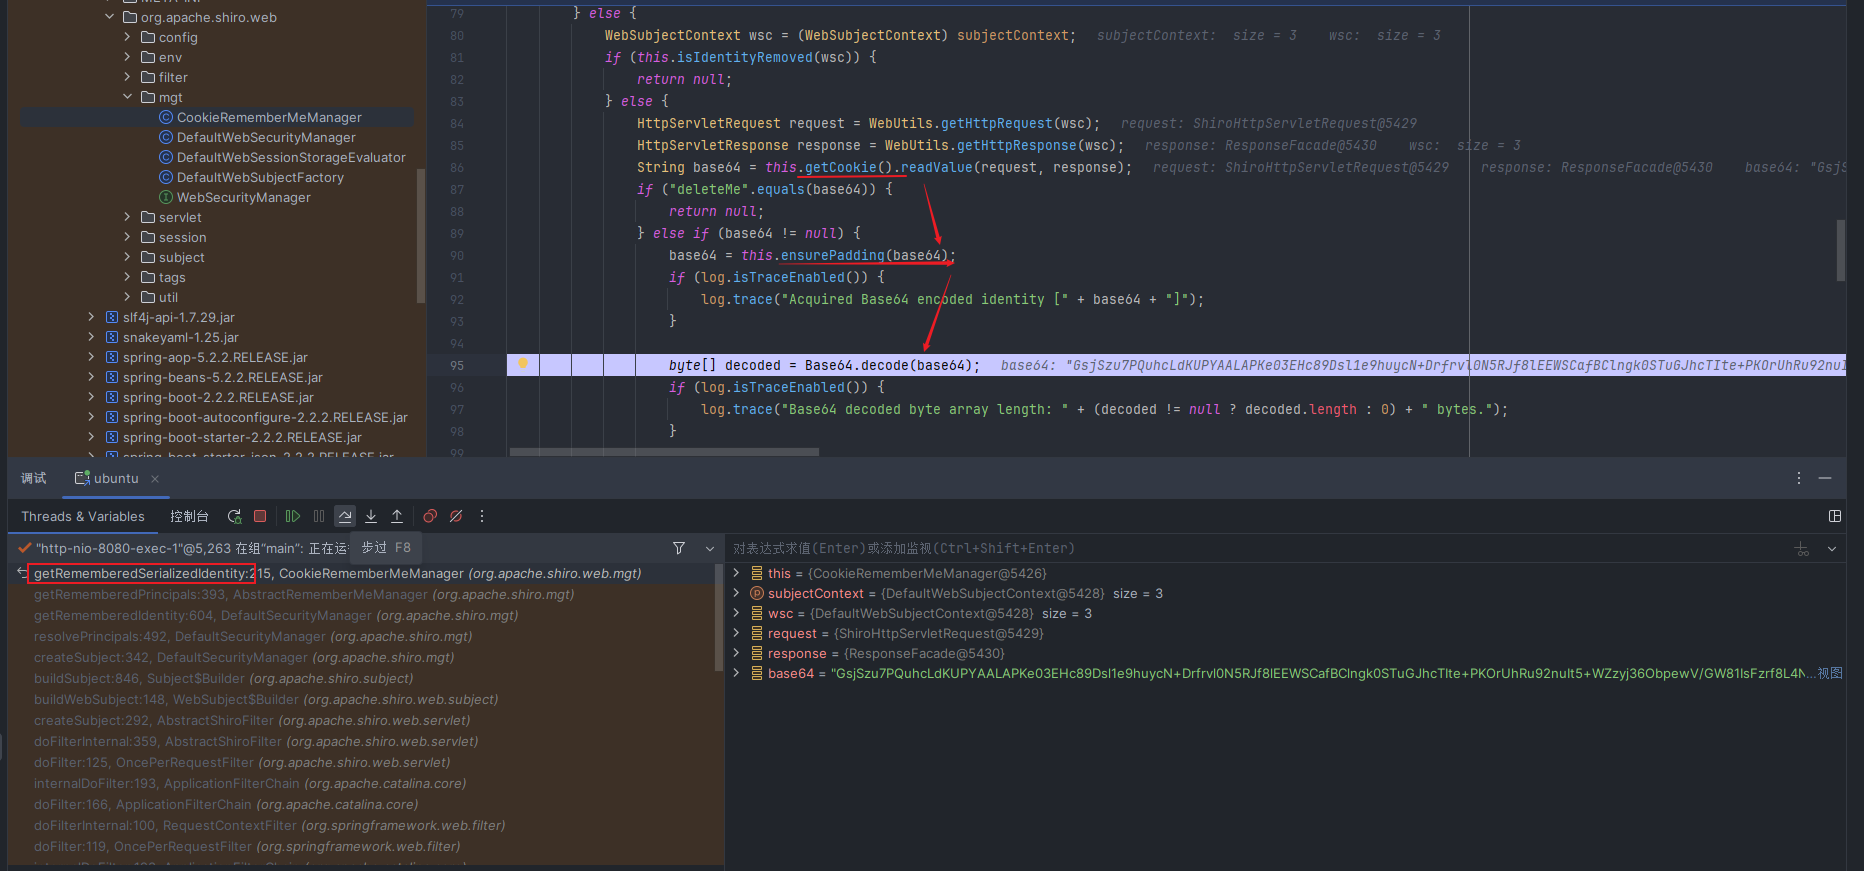 org.apache.shiro.web
config
env
filter
mgt
CookieRememberMeManager
DefaultWebSecurityManager
DefaultWebSessionStorageEvaluator
DefaultWebSubjectFactory
WebSecurityManager
servlet
session
subject
tags
util
slf4j-api-1.7.29.jar
snakeyaml-1.25.jar
spring-aop-5.2.2.RELEASE.jar
spring-beans-5.2.2.RELEASE.jar
spring-boot-2.2.2.RELEASE.jar
spring-boot-autoconfigure-2.2.2.RELEASE.jar
spring-boot-starter-2.2.2.RELEASE.jar
spring-boot-starter-json-2.2.2.RELEASE.jar
79 } else {
80 WebSubjectContext wsc = (WebSubjectContext) subjectContext; subjectContext: size = 3 wsc: size = 3
81 if (this.isIdentityRemoved(wsc)) {
82 return null;
83 } else {
84 HttpServletRequest request = WebUtils.getHttpRequest(wsc); request: ShiroHttpServletRequest@5429
85 HttpServletResponse response = WebUtils.getHttpResponse(wsc); response: ResponseFacade@5430 wsc: size = 3
86 String base64 = this.getCookie().readValue(request, response); request: ShiroHttpServletRequest@5429 response: ResponseFacade@5430 base64: "GsjS
87 if ("deleteMe".equals(base64)) {
88 return null;
89 } else if (base64 != null) {
90 base64 = this.ensurePadding(base64);
91 if (log.isTraceEnabled()) {
92 log.trace("Acquired Base64 encoded identity [" + base64 + "]");
93 }
94
95 byte[] decoded = Base64.decode(base64); base64: "GsjSzu7PQuhcLdKUPYAALAPKe03EHc89Dsl1e9huycN+Drfrvl0N5RJf8lEEWSCafBClngk0STuGJhcTIte+PKOrUhRu92nul
96 if (log.isTraceEnabled()) {
97 log.trace("Base64 decoded byte array length: " + (decoded != null ? decoded.length : 0) + " bytes.");
98 }
99
调试 ubuntu
Threads & Variables 控制台
"http-nio-8080-exec-1"@5,263 在组"main": 正在运
步过 F8
getRememberedSerializedIdentity:215, CookieRememberMeManager (org.apache.shiro.web.mgt)
getRememberedPrincipals:393, AbstractRememberMeManager (org.apache.shiro.mgt)
getRememberedIdentity:604, DefaultSecurityManager (org.apache.shiro.mgt)
resolvePrincipals:492, DefaultSecurityManager (org.apache.shiro.mgt)
createSubject:342, DefaultSecurityManager (org.apache.shiro.mgt)
buildSubject:846, Subject$Builder (org.apache.shiro.subject)
buildWebSubject:148, WebSubject$Builder (org.apache.shiro.web.subject)
createSubject:292, AbstractShiroFilter (org.apache.shiro.web.servlet)
doFilterInternal:359, AbstractShiroFilter (org.apache.shiro.web.servlet)
doFilter:125, OncePerRequestFilter (org.apache.shiro.web.servlet)
internalDoFilter:193, ApplicationFilterChain (org.apache.catalina.core)
doFilter:166, ApplicationFilterChain (org.apache.catalina.core)
doFilterInternal:100, RequestContextFilter (org.springframework.web.filter)
doFilter:119, OncePerRequestFilter (org.springframework.web.filter)
对表达式求值(Enter)或添加监视(Ctrl+Shift+Enter)
this = {CookieRememberMeManager@5426}
subjectContext = {DefaultWebSubjectContext@5428} size = 3
wsc = {DefaultWebSubjectContext@5428} size = 3
request = {ShiroHttpServletRequest@5429}
response = {ResponseFacade@5430}
base64 = "GsjSzu7PQuhcLdKUPYAALAPKe03EHc89Dsl1e9huycN+Drfrvl0N5RJf8lEEWSCafBClngk0STuGJhcTIte+PKOrUhRu92nult5+WZzyj36ObpewV/GW81IsFzrf8L4N...视图